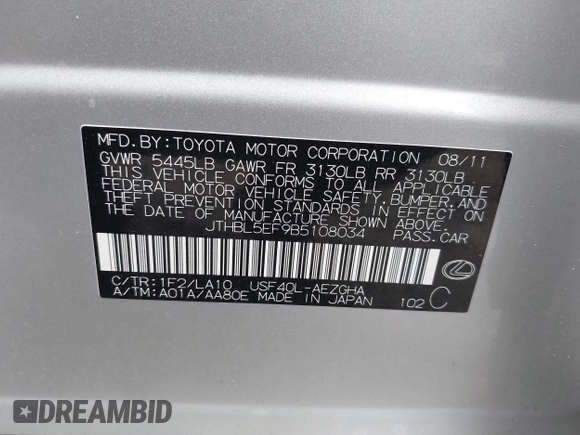 MFD.BY:TOYOTA MOTOR CORPORATION 08/11
GVWR 5445LB GAWR FR 3130LB RR 3130LB
THIS VEHICLE CONFORMS TO ALL APPLICABLE
FEDERAL MOTOR VEHICLE SAFETY,BUMPER,AND
THEFT PREVENTION STANDARDS IN EFFECT ON
THE DATE OF MANUFACTURE SHOWN ABOVE.
JTHBL5EF9B5108034 PASS.CAR
C/TR:1F2/LA10 USF40L-AEZGHA
A/TM:A01A/AA80E MADE IN JAPAN 102 C
DREAMBID